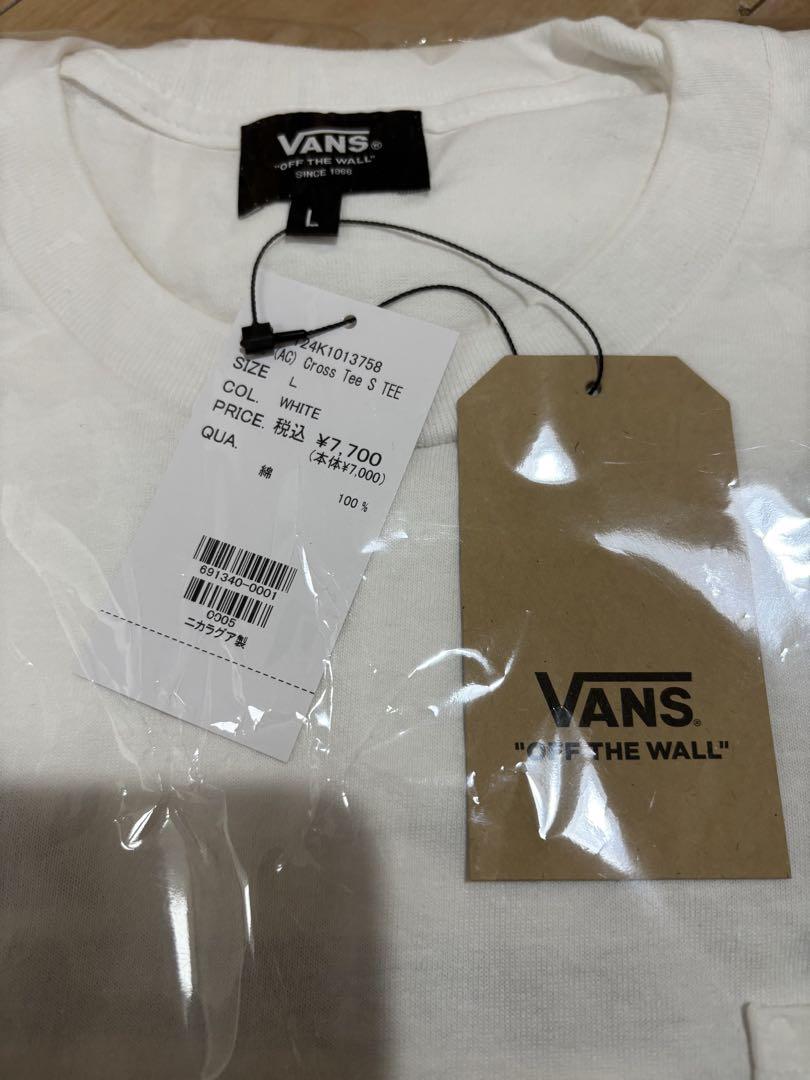 VANS®
"OFF THE WALL"
SINCE 1966
L
124K1013758
(AC) Cross Tee S TEE
SIZE L
COL. WHITE
PRICE. 税込 ¥7,700
(本体¥7,000)
QUA.
綿 100%
691340-0001
0005
ニカラグア製
VANS®
"OFF THE WALL"